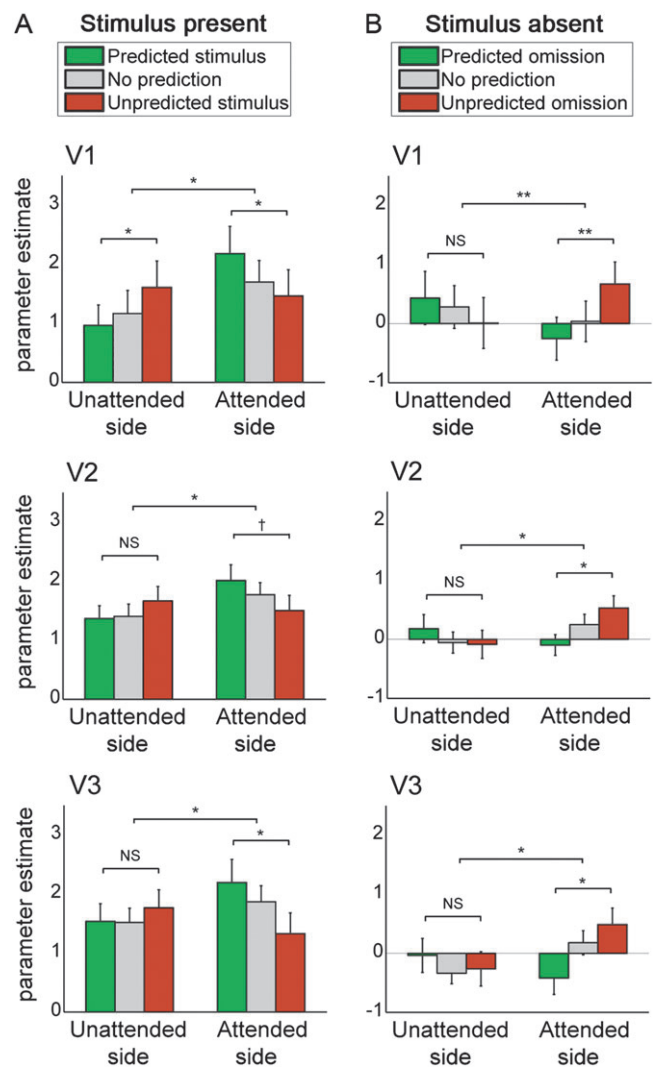 A Stimulus present
Predicted stimulus
No prediction
Unpredicted stimulus
B Stimulus absent
Predicted omission
No prediction
Unpredicted omission
V1
parameter estimate
3
2
1
0
*
*
*
Unattended side
Attended side
V1
2
1
0
-1
NS
**
**
Unattended side
Attended side
V2
parameter estimate
3
2
1
0
NS
*
†
Unattended side
Attended side
V2
2
1
0
-1
NS
*
*
Unattended side
Attended side
V3
parameter estimate
3
2
1
0
NS
*
*
Unattended side
Attended side
V3
2
1
0
-1
NS
*
*
Unattended side
Attended side